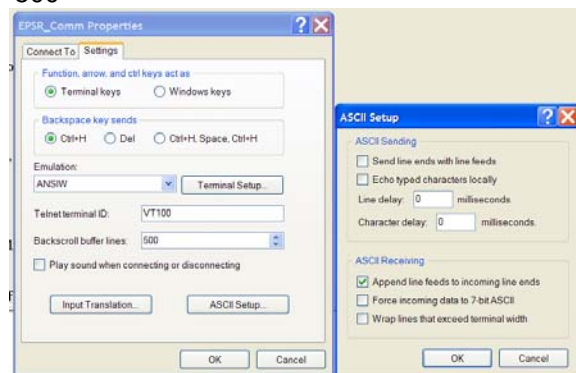 EPSR_Comm Properties
Connect To Settings
Function, arrow, and ctrl keys act as
Terminal keys Windows keys
Backspace key sends
Ctrl+H Del Ctrl+H, Space, Ctrl+H
Emulation:
ANSIW Terminal Setup...
Telnet terminal ID: VT100
Backscroll buffer lines: 500
Play sound when connecting or disconnecting
Input Translation... ASCII Setup...
OK Cancel
ASCII Setup
ASCII Sending
Send line ends with line feeds
Echo typed characters locally
Line delay: 0 milliseconds.
Character delay: 0 milliseconds.
ASCII Receiving
Append line feeds to incoming line ends
Force incoming data to 7-bit ASCII
Wrap lines that exceed terminal width
OK Cancel